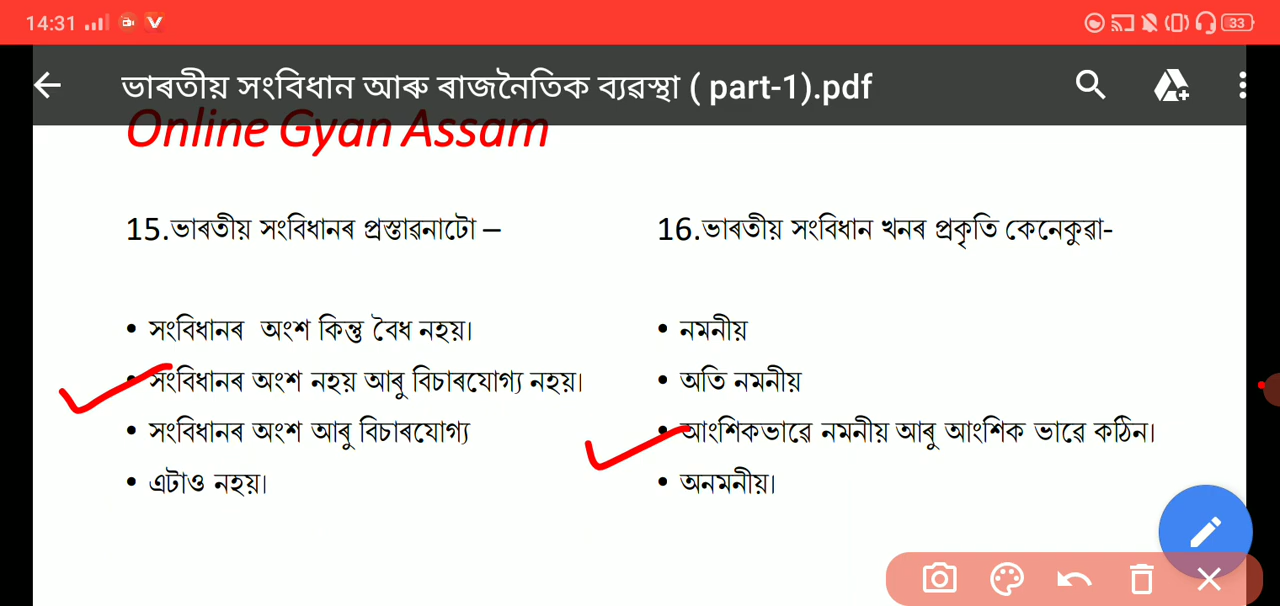 14:31
33
ভাৰতীয় সংবিধান আৰু ৰাজনৈতিক ব্যৱস্থা ( part-1).pdf
Online Gyan Assam
15.ভাৰতীয় সংবিধানৰ প্ৰস্তাৱনাটো –
• সংবিধানৰ অংশ কিন্তু বৈধ নহয়।
• সংবিধানৰ অংশ নহয় আৰু বিচাৰযোগ্য নহয়।
• সংবিধানৰ অংশ আৰু বিচাৰযোগ্য
• এটাও নহয়।
16.ভাৰতীয় সংবিধান খনৰ প্ৰকৃতি কেনেকুৱা-
• নমনীয়
• অতি নমনীয়
• আংশিকভাৱে নমনীয় আৰু আংশিক ভাৱে কঠিন।
• অনমনীয়।